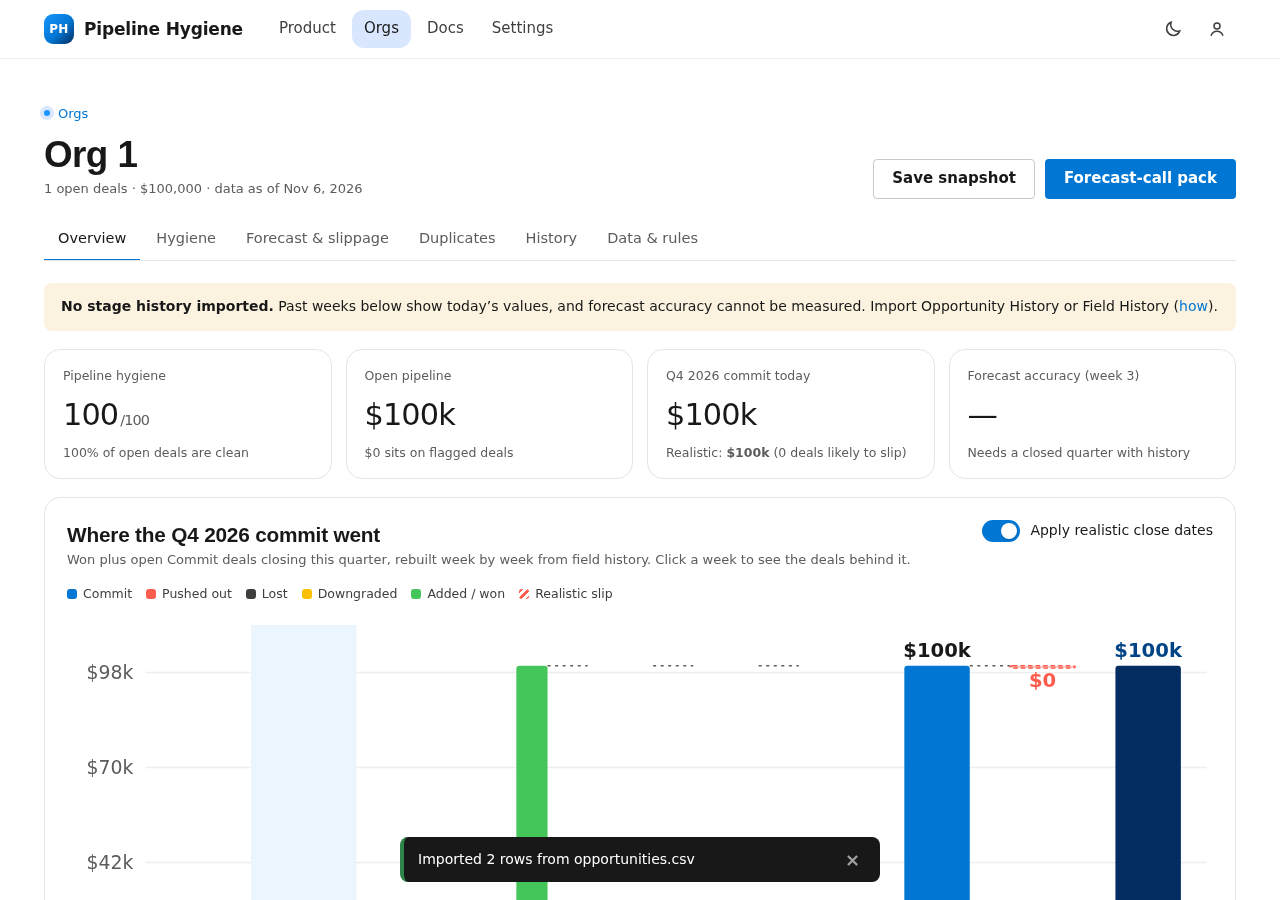 PH Pipeline Hygiene Product Orgs Docs Settings
Orgs
Org 1
1 open deals · $100,000 · data as of Nov 6, 2026
Save snapshot Forecast-call pack
Overview Hygiene Forecast & slippage Duplicates History Data & rules
No stage history imported. Past weeks below show today’s values, and forecast accuracy cannot be measured. Import Opportunity History or Field History (how).
Pipeline hygiene
100 /100
100% of open deals are clean
Open pipeline
$100k
$0 sits on flagged deals
Q4 2026 commit today
$100k
Realistic: $100k (0 deals likely to slip)
Forecast accuracy (week 3)
—
Needs a closed quarter with history
Where the Q4 2026 commit went
Apply realistic close dates
Won plus open Commit deals closing this quarter, rebuilt week by week from field history. Click a week to see the deals behind it.
Commit Pushed out Lost Downgraded Added / won Realistic slip
$100k $100k
$98k
$0
$70k
$42k
Imported 2 rows from opportunities.csv ×